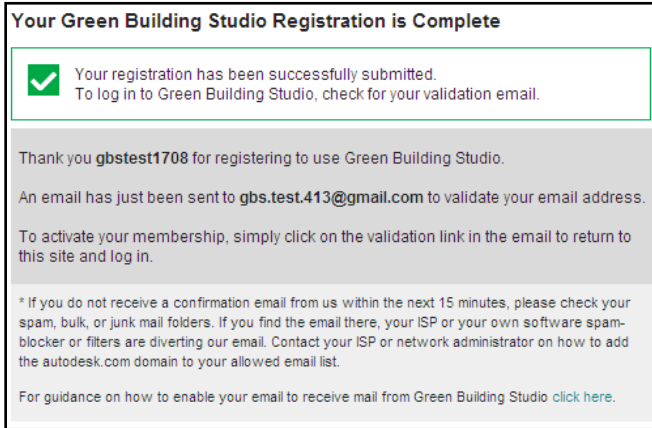 Your Green Building Studio Registration is Complete
Your registration has been successfully submitted.
To log in to Green Building Studio, check for your validation email.
Thank you gbstest1708 for registering to use Green Building Studio.
An email has just been sent to gbs.test.413@gmail.com to validate your email address.
To activate your membership, simply click on the validation link in the email to return to
this site and log in.
* If you do not receive a confirmation email from us within the next 15 minutes, please check your
spam, bulk, or junk mail folders. If you find the email there, your ISP or your own software spam-
blocker or filters are diverting our email. Contact your ISP or network administrator on how to add
the autodesk.com domain to your allowed email list.
For guidance on how to enable your email to receive mail from Green Building Studio click here.